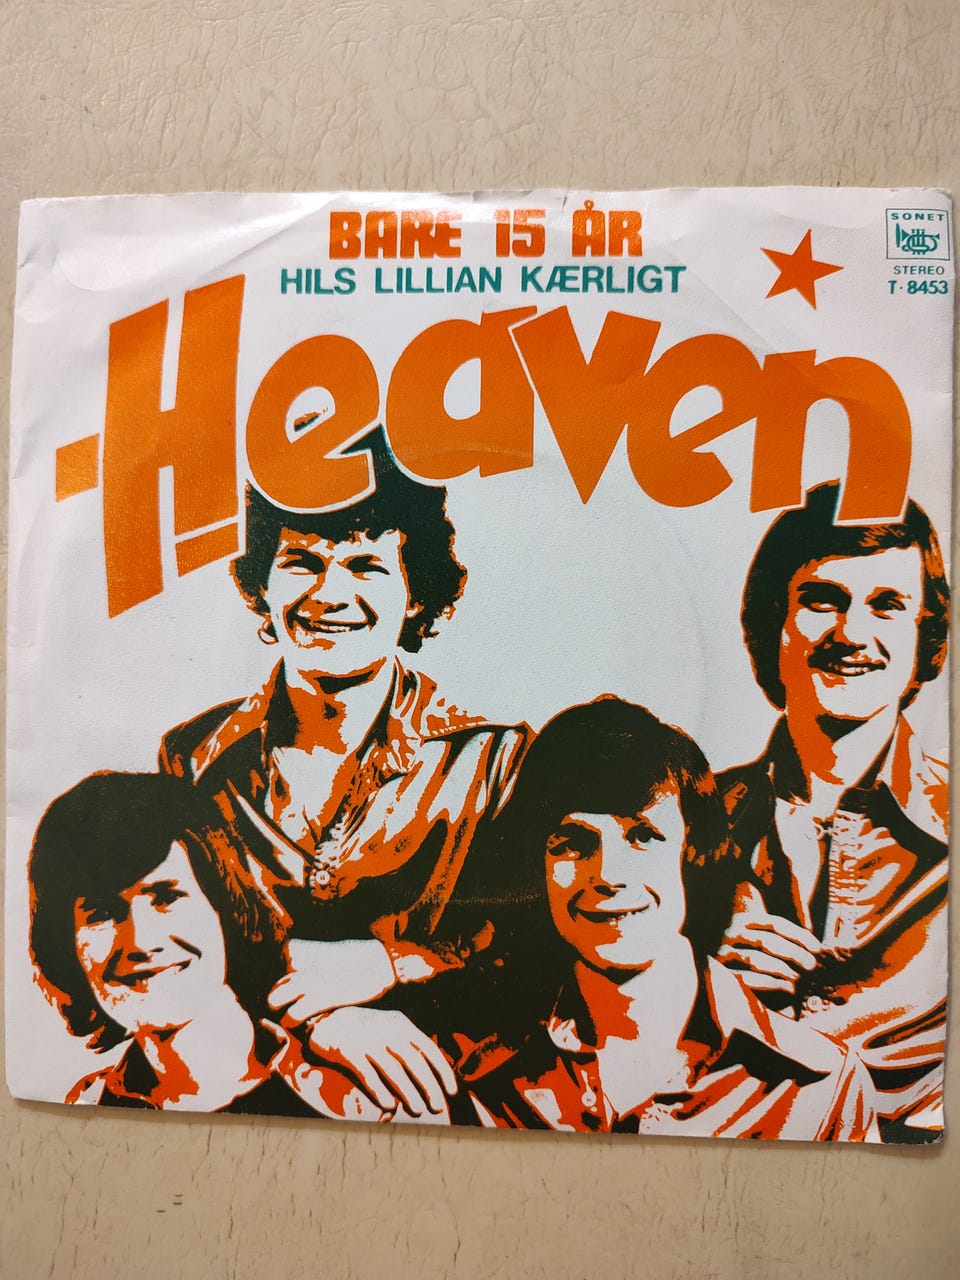 BARE 15 ÅR
HILS LILLIAN KÆRLIGT
Heaven
SONET
STEREO
T-8453